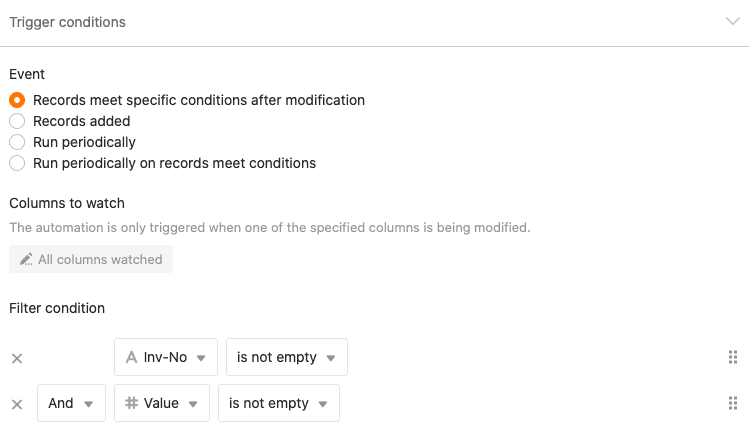 Trigger conditions
Event
Records meet specific conditions after modification
Records added
Run periodically
Run periodically on records meet conditions
Columns to watch
The automation is only triggered when one of the specified columns is being modified.
All columns watched
Filter condition
Inv-No is not empty
And Value is not empty